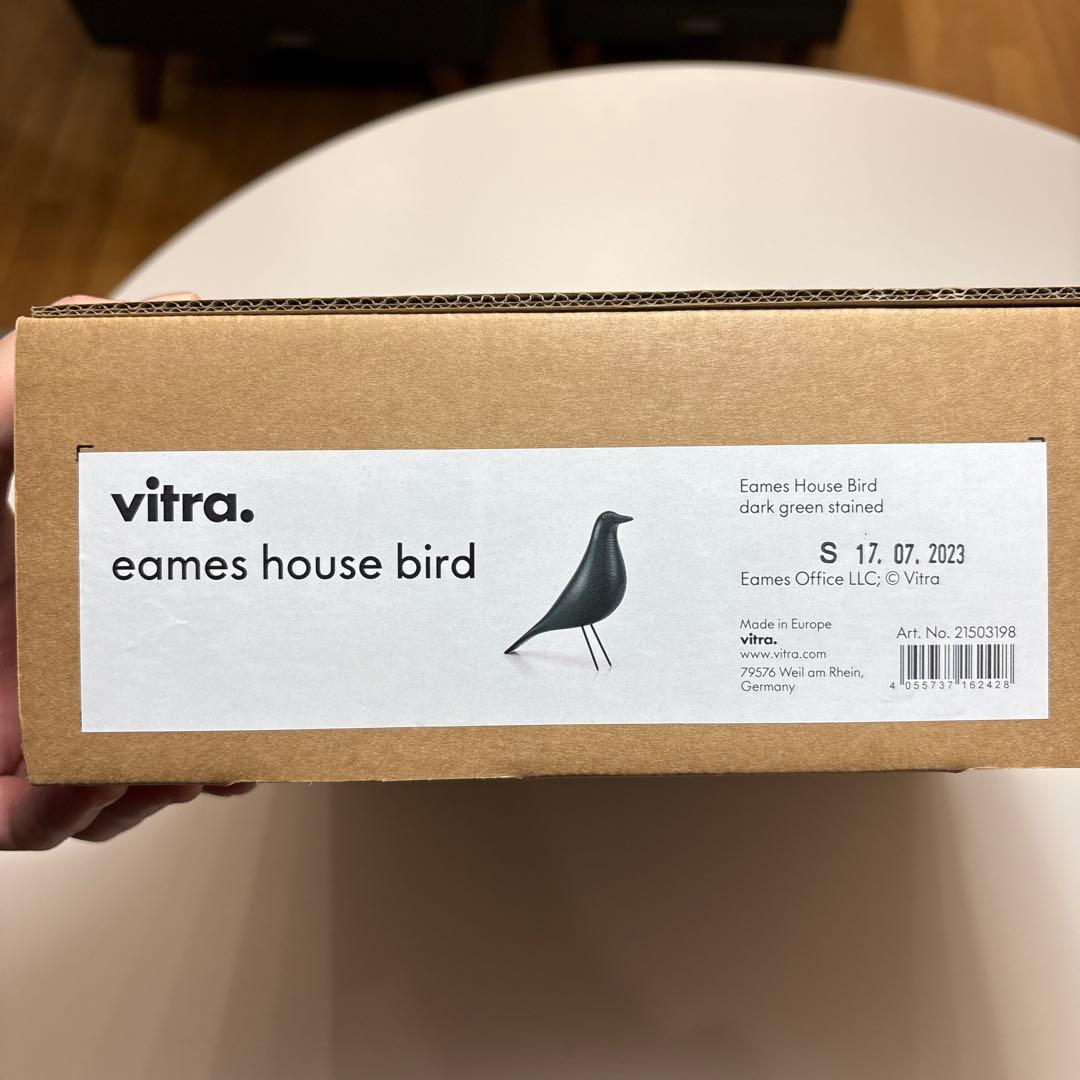 vitra.
eames house bird
Eames House Bird
dark green stained
S 17. 07. 2023
Eames Office LLC; © Vitra
Made in Europe
vitra.
www.vitra.com
79576 Weil am Rhein,
Germany
Art. No. 21503198
4 055737 162428